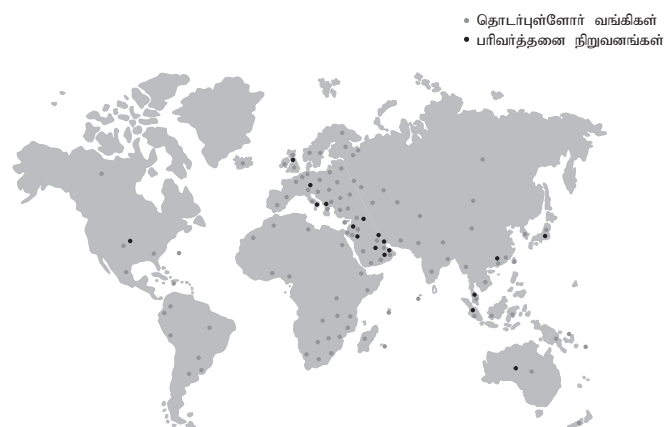 தொடர்புள்ளோர் வங்கிகள்
பரிவர்த்தனை நிறுவனங்கள்